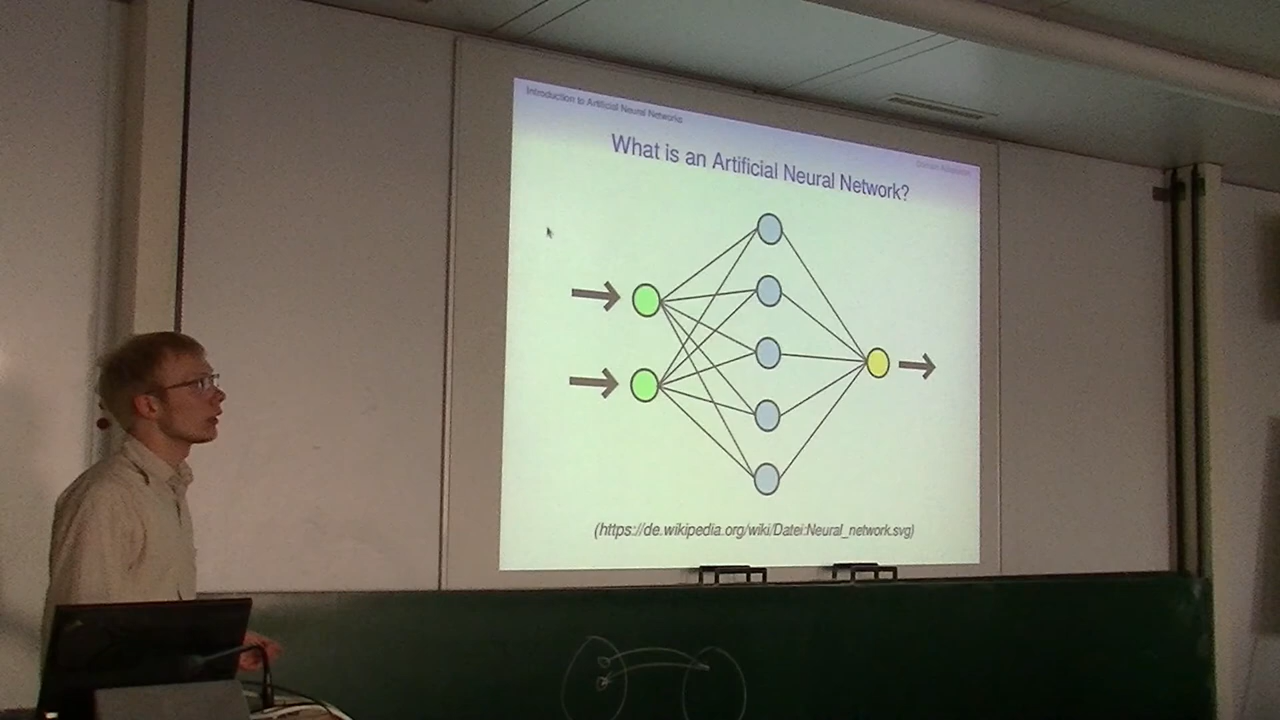 Introduction to Artificial Neural Networks
What is an Artificial Neural Network?
(https://de.wikipedia.org/wiki/Datei:Neural_network.svg)